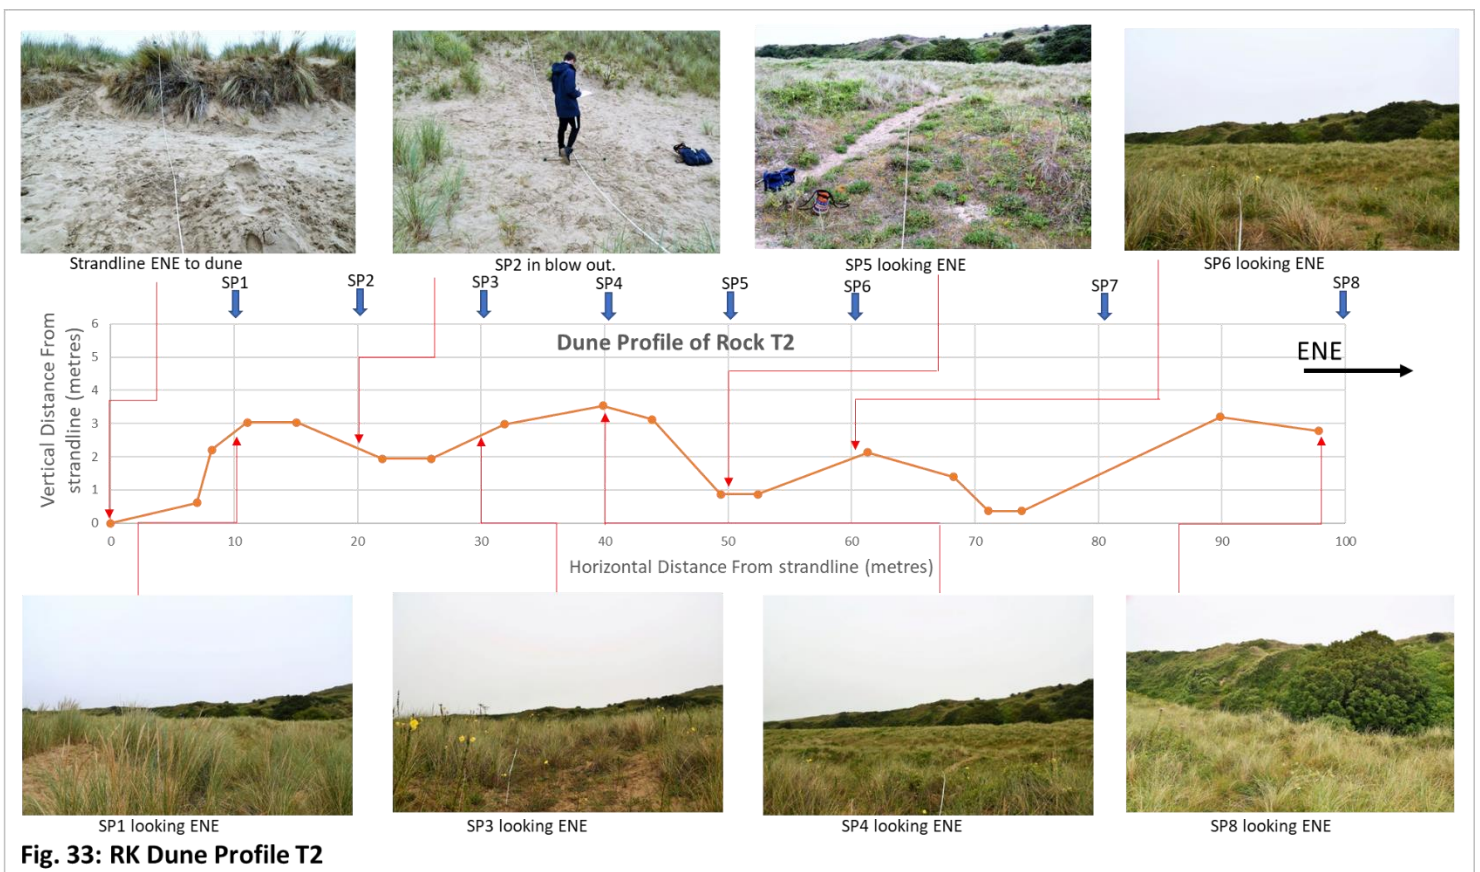 Strandline ENE to dune
SP2 in blow out.
SP5 looking ENE
SP6 looking ENE
SP1
SP2
SP3
SP4
SP5
SP6
SP7
SP8
Dune Profile of Rock T2
ENE
Vertical Distance From
strandline (metres)
6
5
4
3
2
1
0
0
10
20
30
40
50
60
70
80
90
100
Horizontal Distance From strandline (metres)
SP1 looking ENE
SP3 looking ENE
SP4 looking ENE
SP8 looking ENE
Fig. 33: RK Dune Profile T2